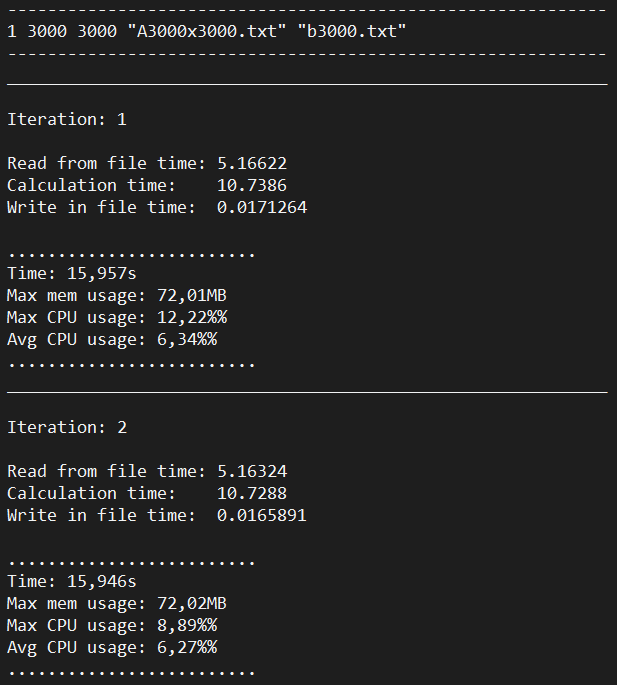 ------------------------------------------------------------
1 3000 3000 "A3000x3000.txt" "b3000.txt"
------------------------------------------------------------
____________________________________________________________
Iteration: 1
Read from file time: 5.16622
Calculation time:    10.7386
Write in file time:  0.0171264
.........................
Time: 15,957s
Max mem usage: 72,01MB
Max CPU usage: 12,22%%
Avg CPU usage: 6,34%%
.........................
____________________________________________________________
Iteration: 2
Read from file time: 5.16324
Calculation time:    10.7288
Write in file time:  0.0165891
.........................
Time: 15,946s
Max mem usage: 72,02MB
Max CPU usage: 8,89%%
Avg CPU usage: 6,27%%
.........................